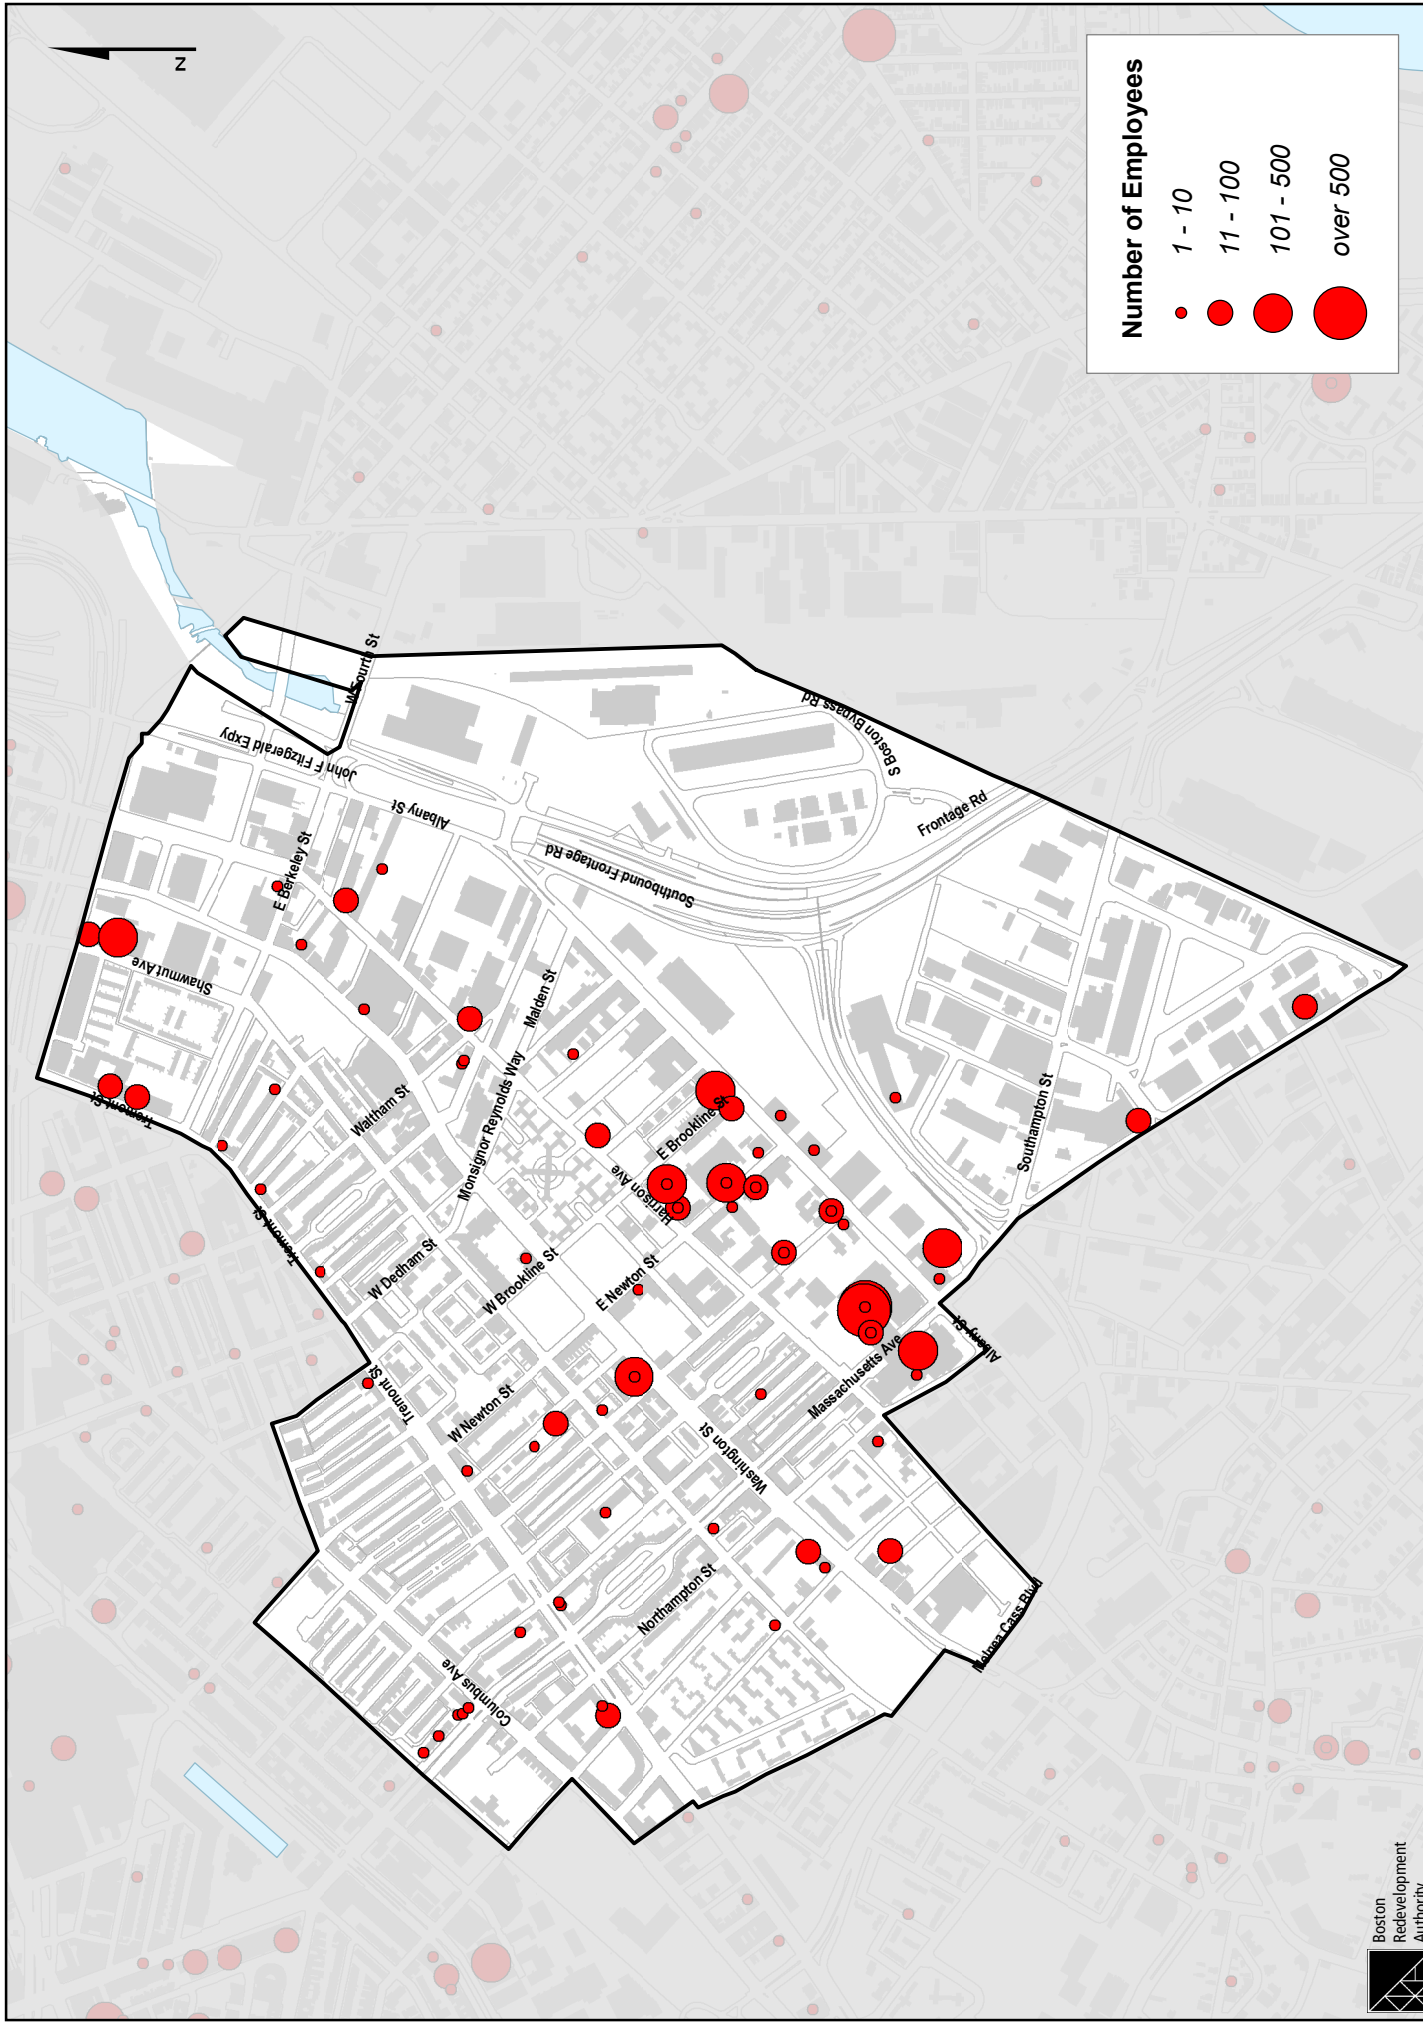 N
Number of Employees
1 - 10
11 - 100
101 - 500
over 500
W Fourth St
John F Fitzgerald Expy
Albany St
E Berkeley St
Shawmut Ave
Tremont St
Southbound Frontage Rd
S Boston Bypass Rd
Frontage Rd
Malden St
Monsignor Reynolds Way
Waltham St
E Brookline St
Harrison Ave
Southampton St
Tremont St
W Dedham St
W Brookline St
E Newton St
Tremont St
W Newton St
Massachusetts Ave
Albany St
Washington St
Northampton St
Columbus Ave
Melnea Cass Blvd
Boston
Redevelopment
Authority